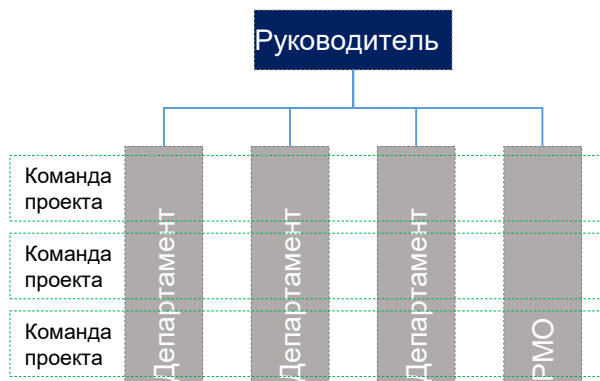 Руководитель
Команда
проекта
Команда
проекта
Команда
проекта
Департамент
Департамент
Департамент
PMO